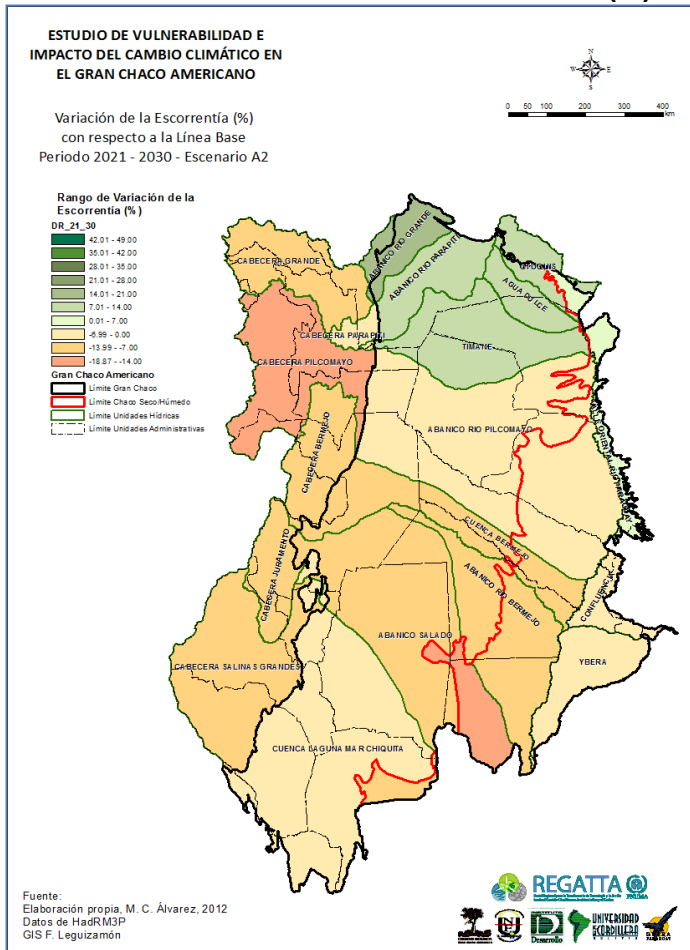 ESTUDIO DE VULNERABILIDAD E
IMPACTO DEL CAMBIO CLIMÁTICO EN
EL GRAN CHACO AMERICANO
Variación de la Escorrentía (%)
con respecto a la Línea Base
Periodo 2021 - 2030 - Escenario A2
N
W E
S
0 50 100 200 300 400
km
Rango de Variación de la
Escorrentía (%)
DR_21_30
42.01 - 49.00
35.01 - 42.00
28.01 - 35.00
21.01 - 28.00
14.01 - 21.00
7.01 - 14.00
0.01 - 7.00
-6.99 - 0.00
-13.99 - -7.00
-18.87 - -14.00
Gran Chaco Americano
Límite Gran Chaco
Límite Chaco Seco/Húmedo
Límite Unidades Hídricas
Límite Unidades Administrativas
CABECERA GRANDE
ABANICO RIO GRANDE
ABANICO RIO PARAPITI
AGUA DULCE
CABECERA PARAPITI
TIMANE
CABECERA PILCOMAYO
CABECERA BERMEJO
ABANICO RIO PILCOMAYO
CUENCA BERMEJO
CABECERA JURAMENTO
ABANICO RIO BERMEJO
CONFLUENCIA
ABANICO SALADO
YBERA
CABECERA SALINAS GRANDES
CUENCA LAGUNA MAR CHIQUITA
Fuente:
Elaboración propia, M. C. Álvarez, 2012
Datos de HadRM3P
GIS F. Leguizamón
REGATTA
PNUMA
Desarrollo
UNIVERSIDAD